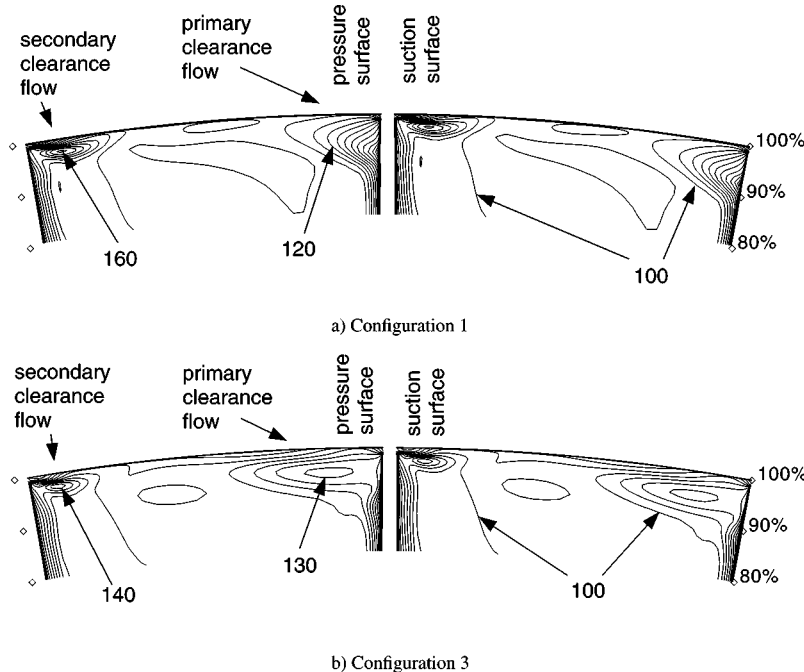 secondary
clearance
flow
primary
clearance
flow
pressure
surface
suction
surface
100%
90%
80%
160
120
100
a) Configuration 1
secondary
clearance
flow
primary
clearance
flow
pressure
surface
suction
surface
100%
90%
80%
140
130
100
b) Configuration 3